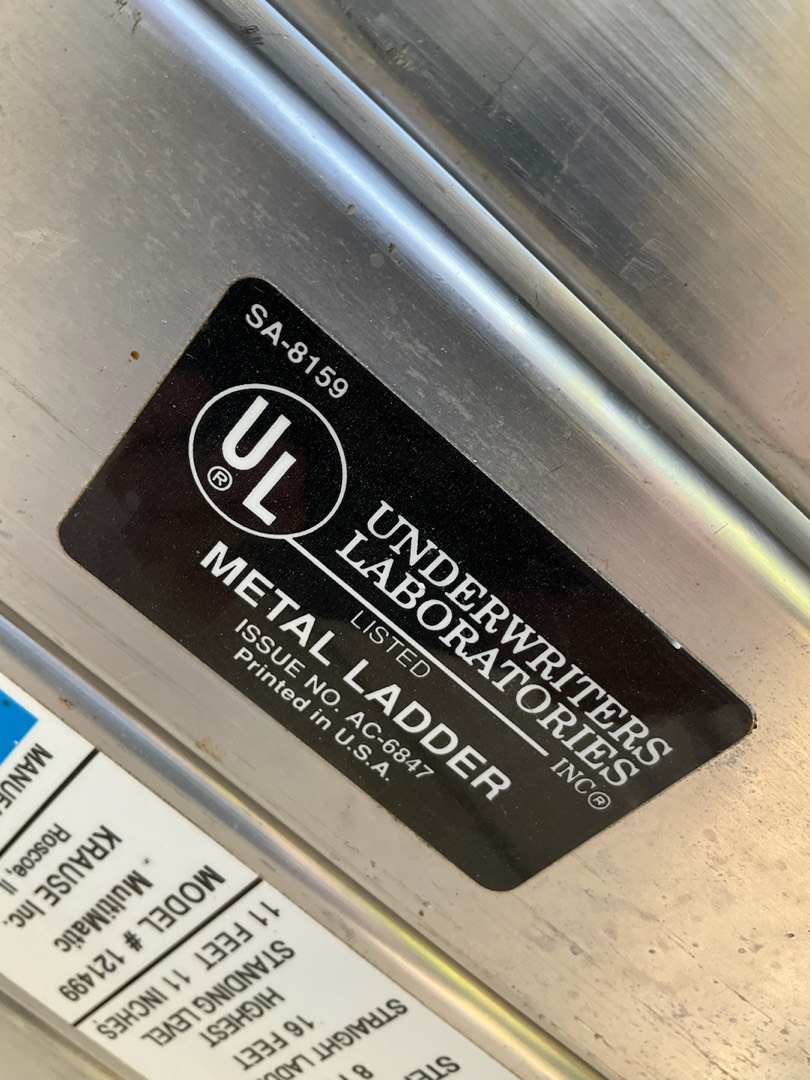 SA-8159
UL
®
UNDERWRITERS
LABORATORIES
INC®
LISTED
METAL LADDER
ISSUE NO. AC-6847
Printed in U.S.A.
KRAUSE Inc.
Roscoe, Il
MultiMatic
MODEL # 121499
STRAIGHT
16 FEET
HIGHEST
STANDING LEVEL
11 FEET 11 INCHES